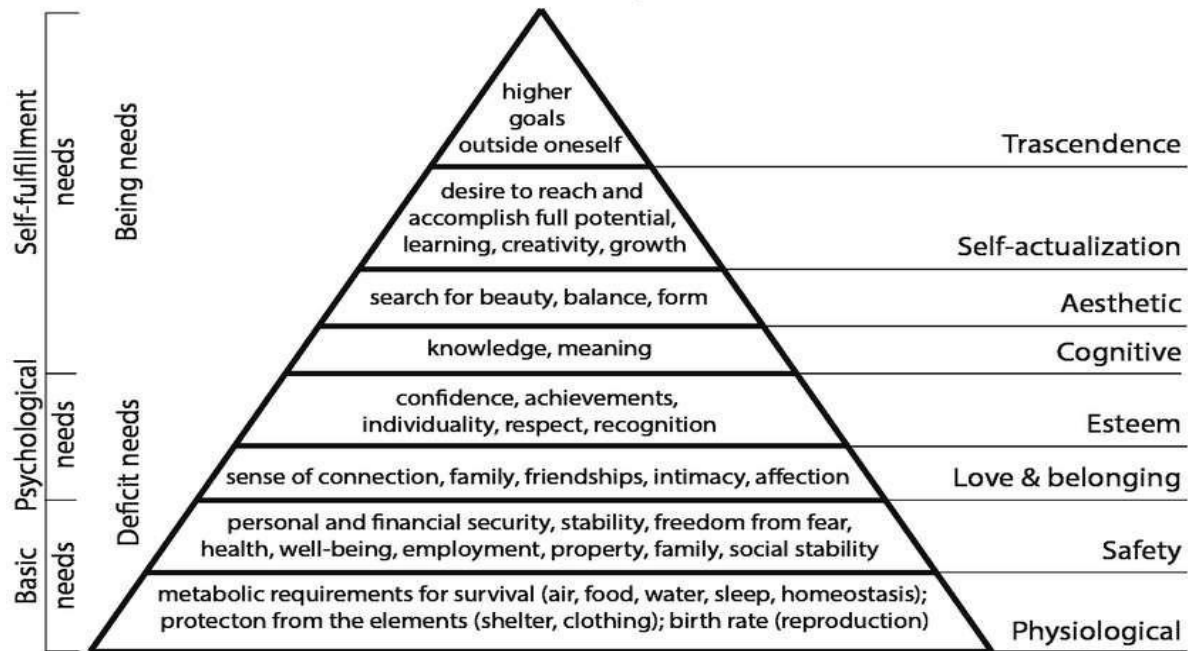 higher
goals
outside oneself
Trascendence
desire to reach and
accomplish full potential,
learning, creativity, growth
Self-actualization
search for beauty, balance, form
Aesthetic
knowledge, meaning
Cognitive
confidence, achievements,
individuality, respect, recognition
Esteem
sense of connection, family, friendships, intimacy, affection
Love & belonging
personal and financial security, stability, freedom from fear,
health, well-being, employment, property, family, social stability
Safety
metabolic requirements for survival (air, food, water, sleep, homeostasis);
protecton from the elements (shelter, clothing); birth rate (reproduction)
Physiological
Self-fulfillment
needs
Being needs
Psychological
needs
Deficit needs
Basic
needs